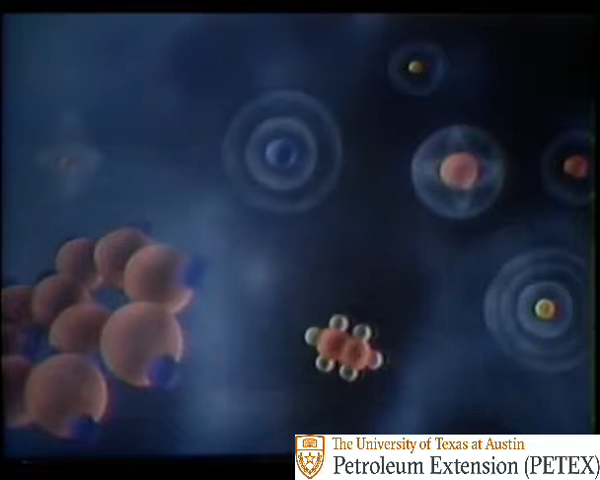 The University of Texas at Austin
Petroleum Extension (PETEX)